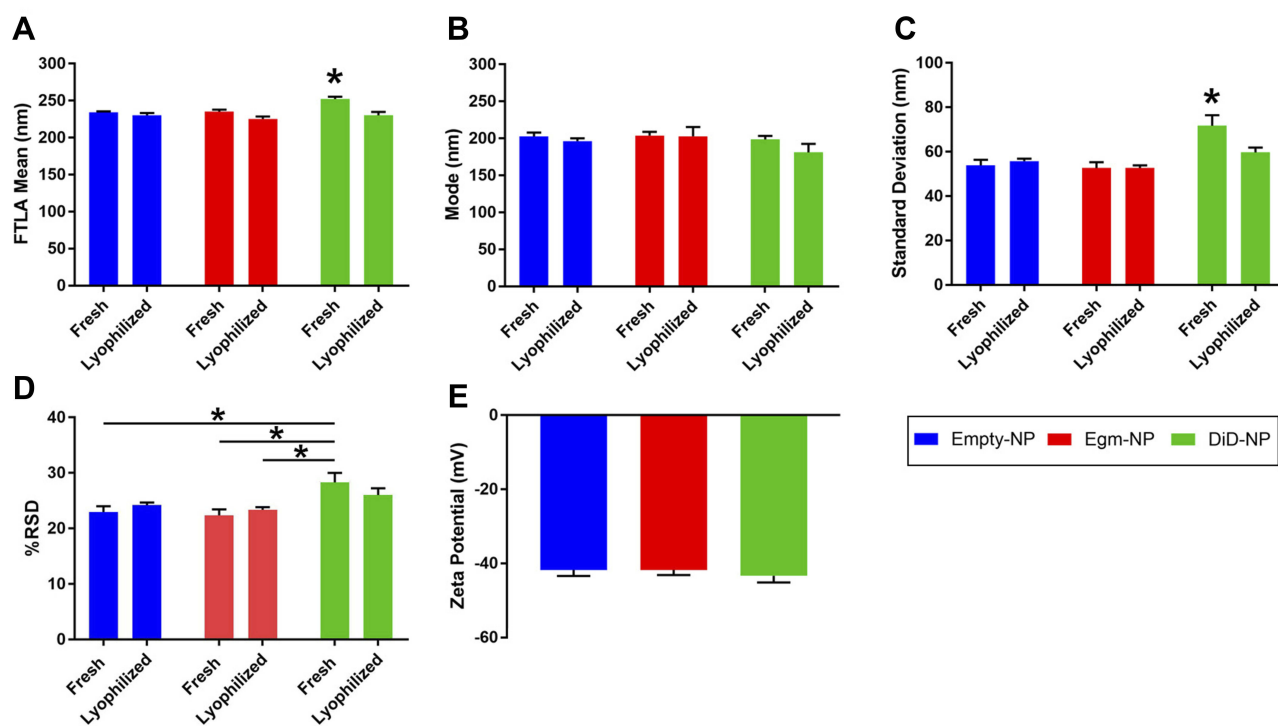 A
FTLA Mean (nm)
300
250
200
150
100
50
0
*
Fresh
Lyophilized
Fresh
Lyophilized
Fresh
Lyophilized
B
Mode (nm)
300
250
200
150
100
50
0
Fresh
Lyophilized
Fresh
Lyophilized
Fresh
Lyophilized
C
Standard Deviation (nm)
100
80
60
40
20
0
*
Fresh
Lyophilized
Fresh
Lyophilized
Fresh
Lyophilized
D
%RSD
40
30
20
10
0
*
*
*
Fresh
Lyophilized
Fresh
Lyophilized
Fresh
Lyophilized
E
Zeta Potential (mV)
0
-20
-40
-60
Empty-NP Egm-NP DiD-NP